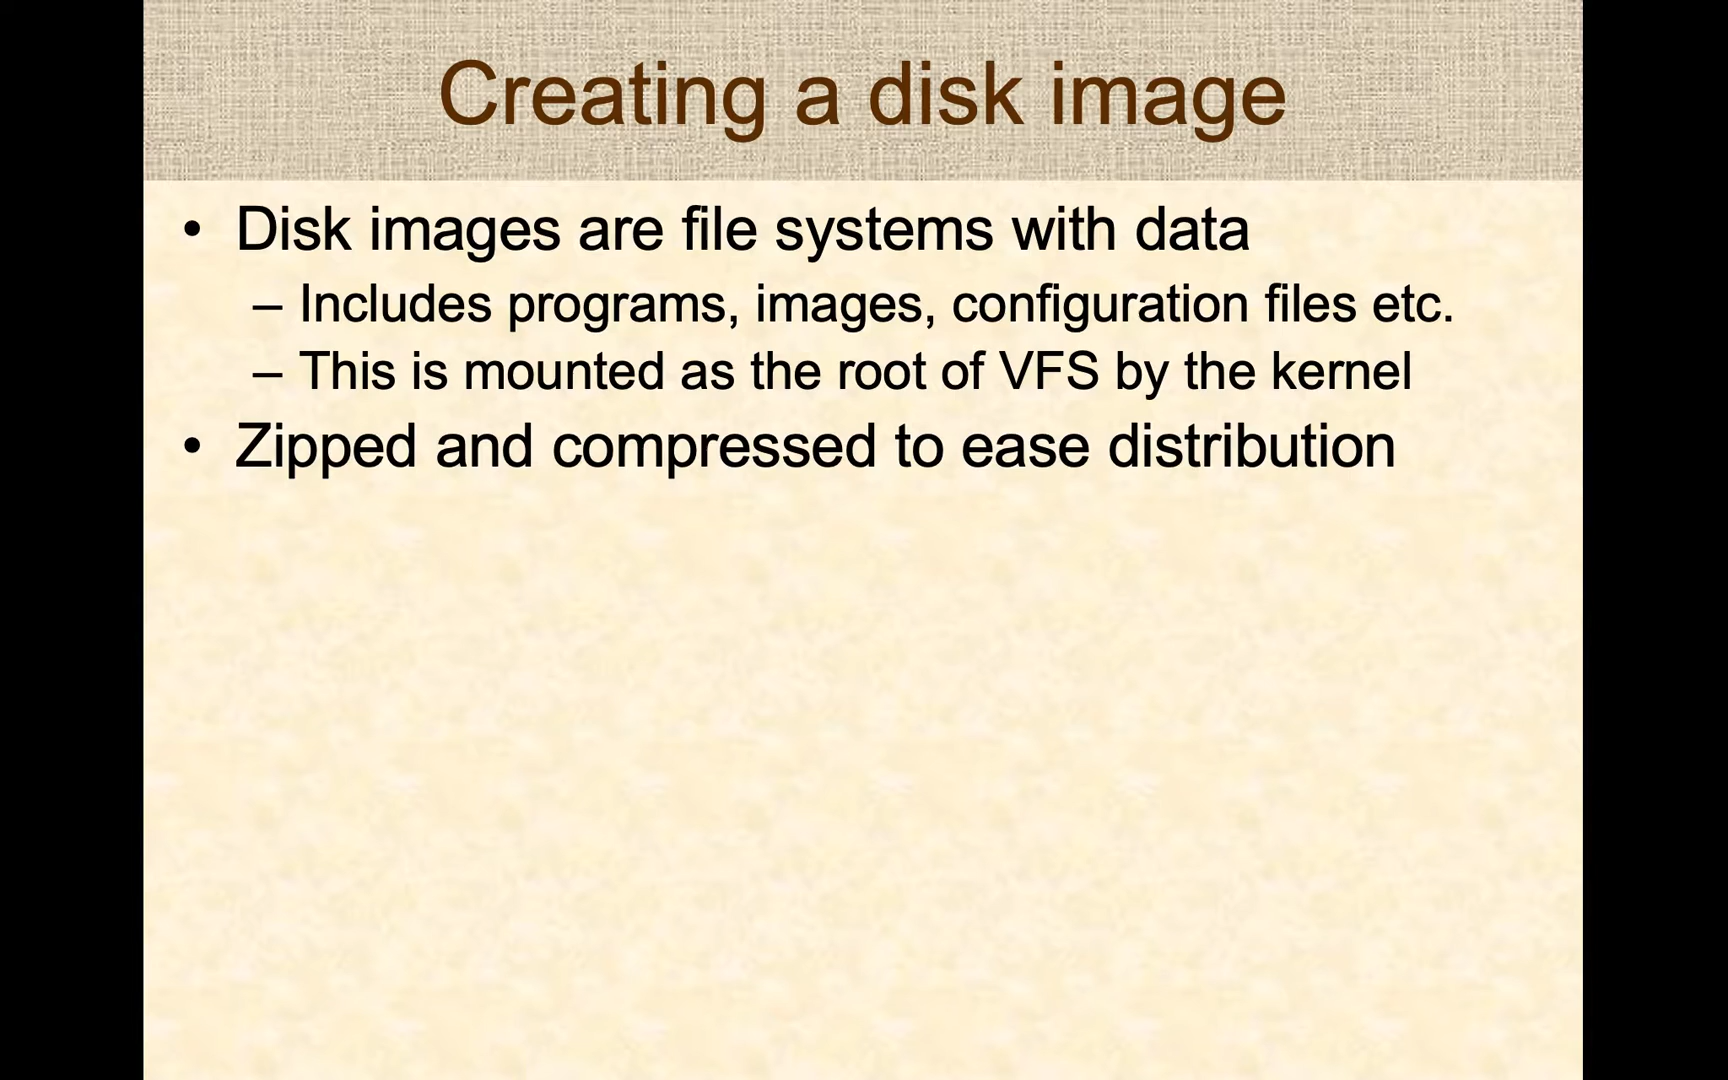 Creating a disk image
• Disk images are file systems with data
– Includes programs, images, configuration files etc.
– This is mounted as the root of VFS by the kernel
• Zipped and compressed to ease distribution